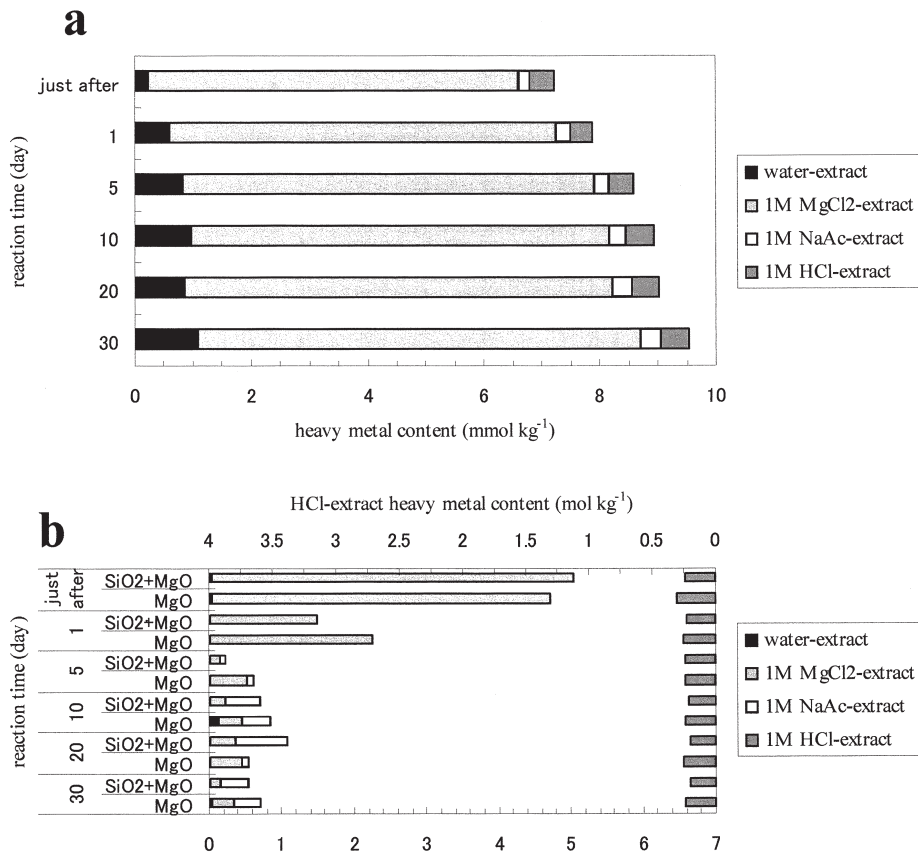 a
reaction time (day)
just after
1
5
10
20
30
0 2 4 6 8 10
heavy metal content (mmol kg-1)
water-extract
1M MgCl2-extract
1M NaAc-extract
1M HCl-extract
b
HCl-extract heavy metal content (mol kg-1)
4 3.5 3 2.5 2 1.5 1 0.5 0
reaction time (day)
just after
SiO2+MgO
MgO
1
SiO2+MgO
MgO
5
SiO2+MgO
MgO
10
SiO2+MgO
MgO
20
SiO2+MgO
MgO
30
SiO2+MgO
MgO
0 1 2 3 4 5 6 7
water-extract
1M MgCl2-extract
1M NaAc-extract
1M HCl-extract